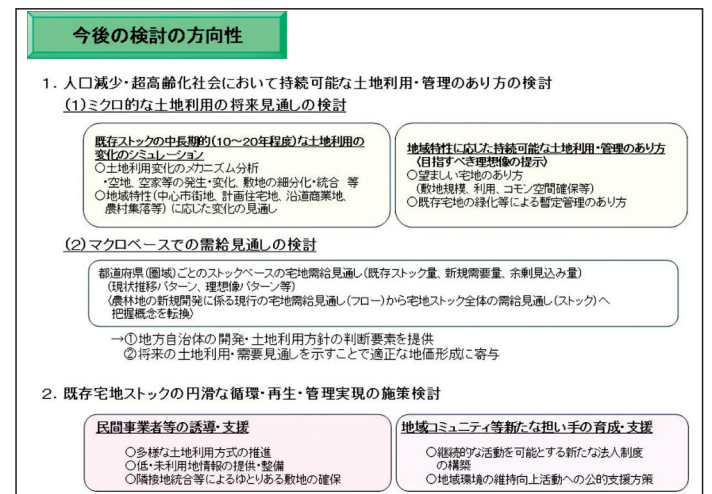 今後の検討の方向性
1. 人口減少・超高齢化社会において持続可能な土地利用・管理のあり方の検討
(1)ミクロ的な土地利用の将来見通しの検討
既存ストックの中長期的(10～20年程度)な土地利用の
変化のシミュレーション
○土地利用変化のメカニズム分析
・空地、空家等の発生・変化、敷地の細分化・統合 等
○地域特性(中心市街地、計画住宅地、沿道商業地、
農村集落等)に応じた変化の見通し
地域特性に応じた持続可能な土地利用・管理のあり方
(目指すべき理想像の提示)
○望ましい宅地のあり方
(敷地規模、利用、コモン空間確保等)
○既存宅地の緑化等による暫定管理のあり方
(2)マクロベースでの需給見通しの検討
都道府県(圏域)ごとのストックベースの宅地需給見通し(既存ストック量、新規需要量、余剰見込み量)
(現状推移パターン、理想像パターン等)
(農林地の新規開発に係る現行の宅地需給見通し(フロー)から宅地ストック全体の需給見通し(ストック)へ
把握概念を転換)
→①地方自治体の開発・土地利用方針の判断要素を提供
②将来の土地利用・需要見通しを示すことで適正な地価形成に寄与
2. 既存宅地ストックの円滑な循環・再生・管理実現の施策検討
民間事業者等の誘導・支援
○多様な土地利用方式の推進
○低・未利用地情報の提供・整備
○隣接地統合等によるゆとりある敷地の確保
地域コミュニティ等新たな担い手の育成・支援
○継続的な活動を可能とする新たな法人制度
の構築
○地域環境の維持向上活動への公的支援方策